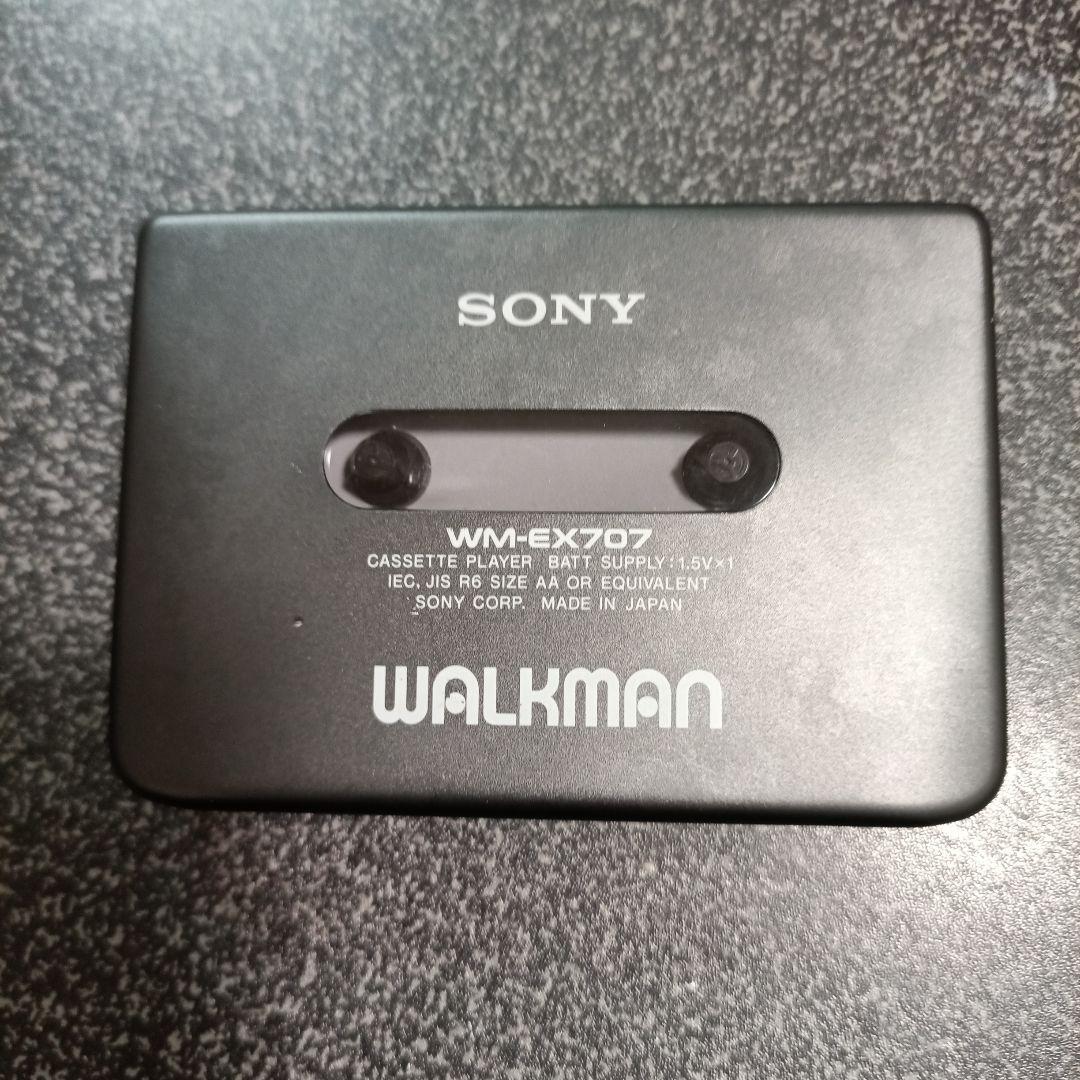 SONY
WM-EX707
CASSETTE PLAYER BATT SUPPLY: 1.5V×1
IEC, JIS R6 SIZE AA OR EQUIVALENT
SONY CORP. MADE IN JAPAN
WALKMAN